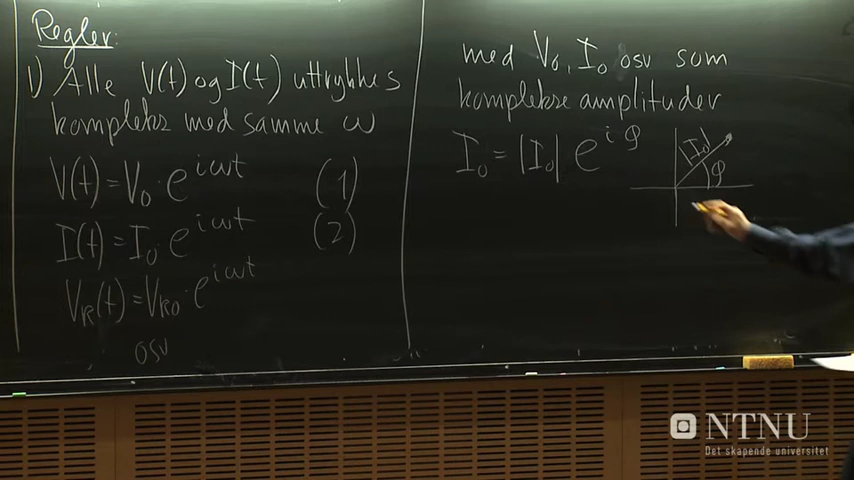 Regler:
1) Alle V(t) og I(t) uttrykkes
kompleks med samme ω
V(t) = V₀ · e^{iωt} (1)
I(t) = I₀ · e^{iωt} (2)
V_R(t) = V_{R0} · e^{iωt}
osv
med V₀, I₀ osv som
komplekse amplituder
I₀ = |I₀| e^{iφ}
|I₀|
φ
NTNU
Det skapende universitet